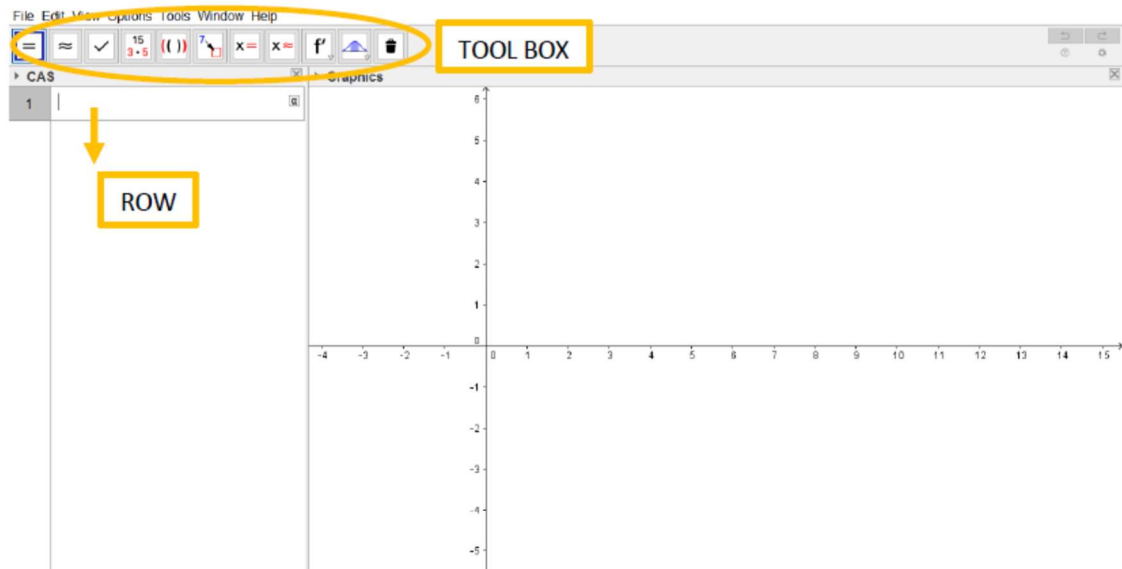 File Edit View Options Tools Window Help
= ≈ ✓ 15 3·5 (( )) 7 x= x≈ f′
TOOL BOX
CAS
Graphics
1
ROW
6
5
4
3
2
1
0
-4 -3 -2 -1 0 1 2 3 4 5 6 7 8 9 10 11 12 13 14 15
-1
-2
-3
-4
-5